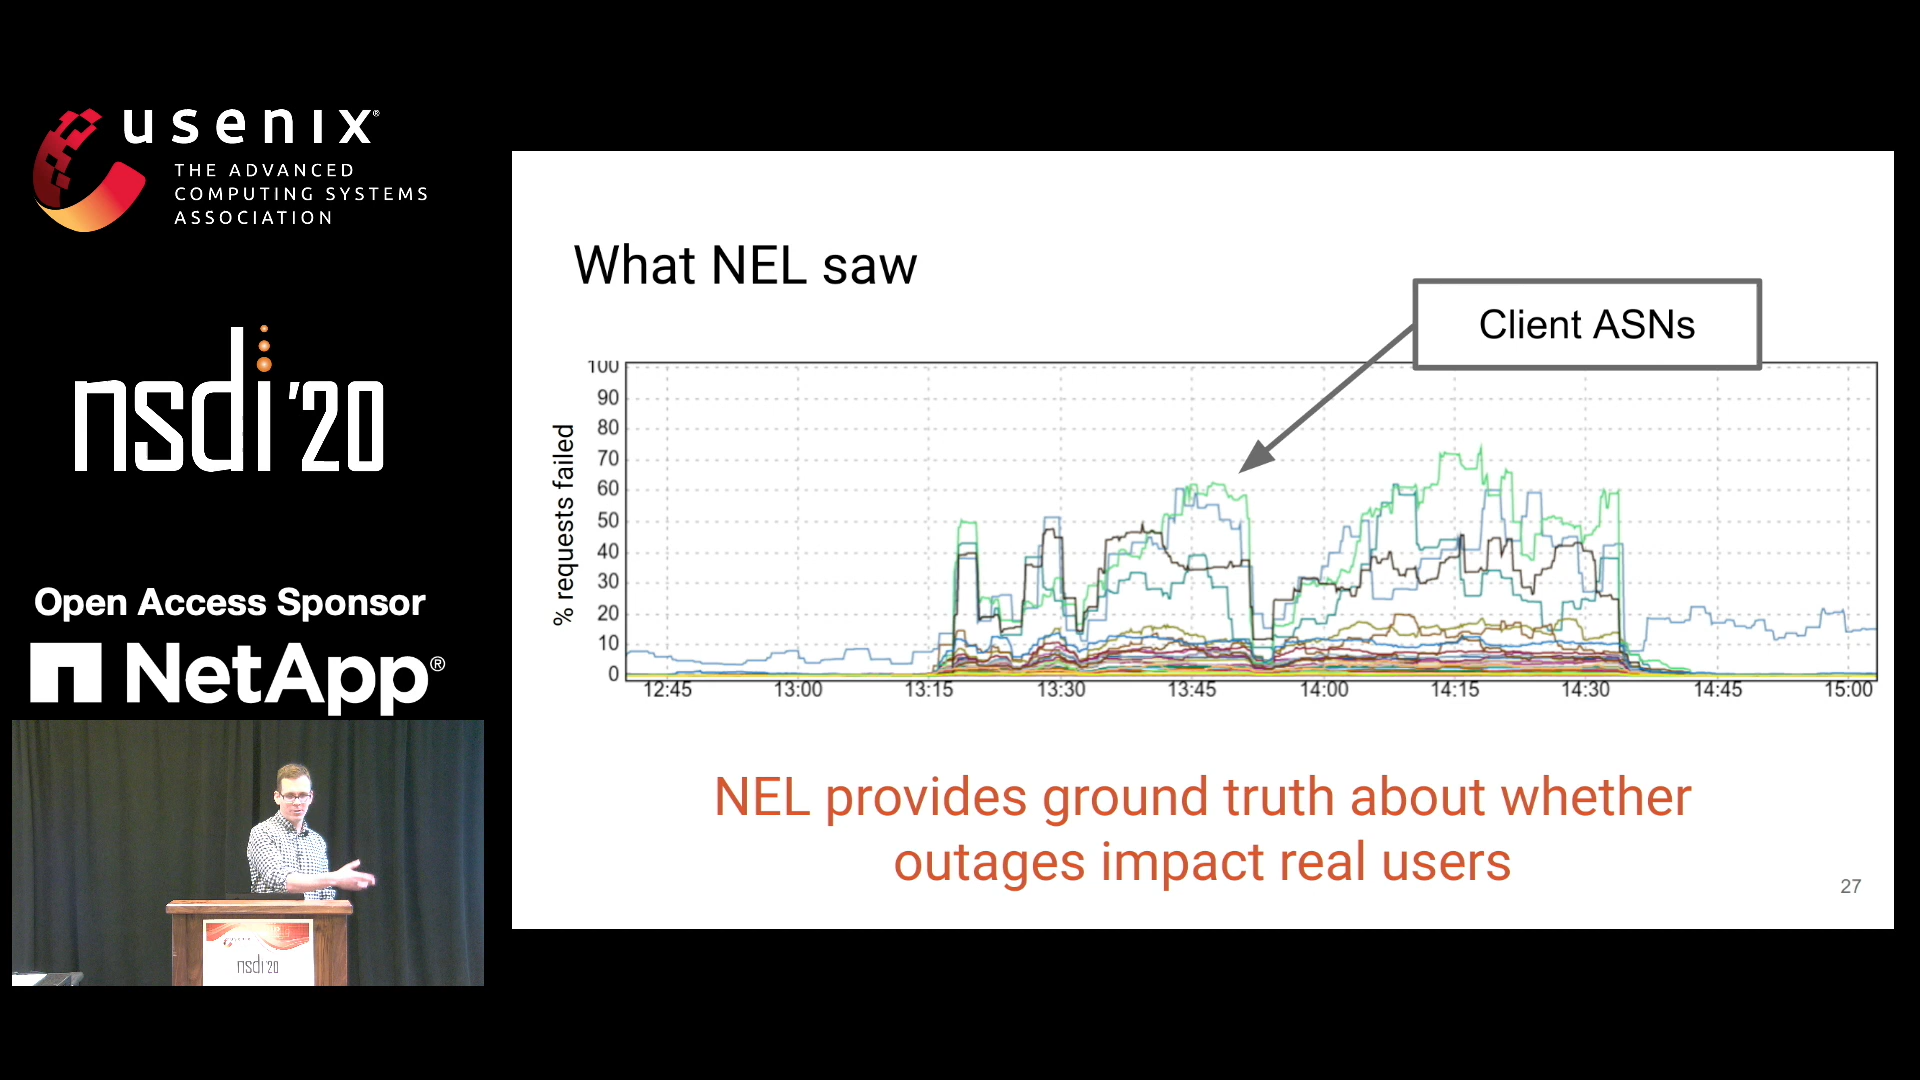 usenix®
THE ADVANCED
COMPUTING SYSTEMS
ASSOCIATION
nsdi '20
Open Access Sponsor
NetApp®
usenix
nsdi '20
What NEL saw
Client ASNs
% requests failed
100
90
80
70
60
50
40
30
20
10
0
12:45 13:00 13:15 13:30 13:45 14:00 14:15 14:30 14:45 15:00
NEL provides ground truth about whether
outages impact real users
27